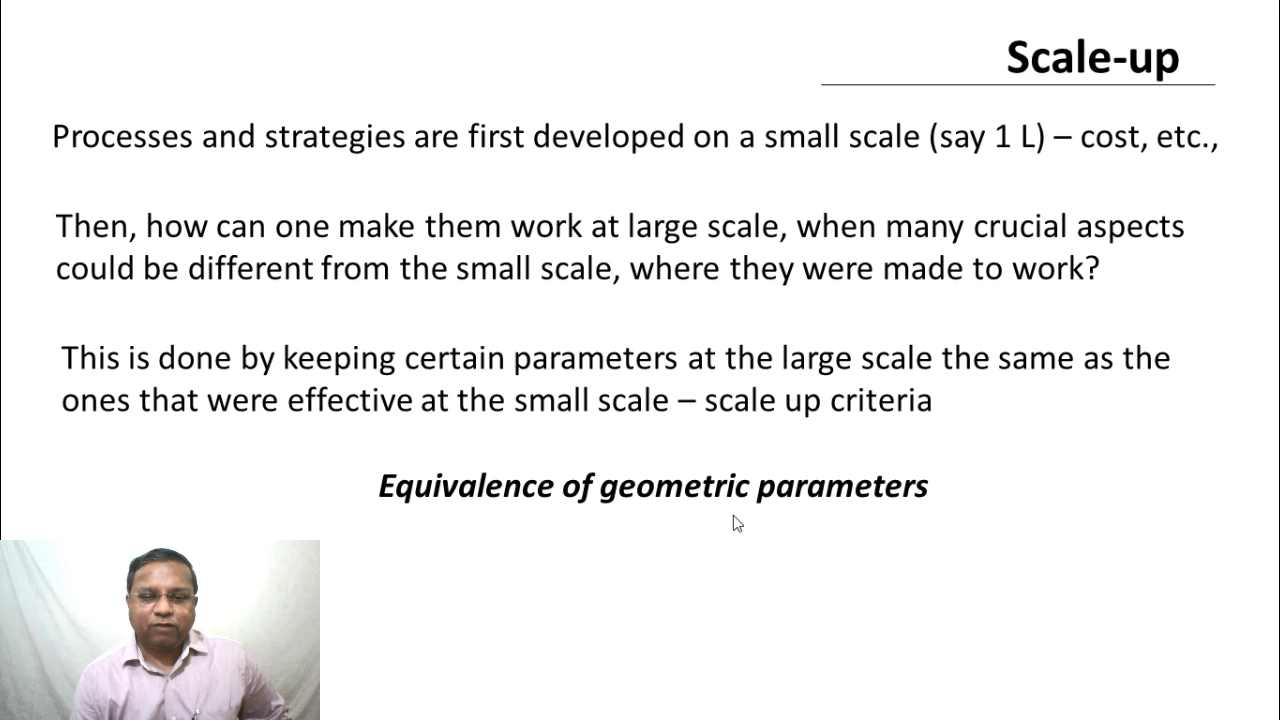 Scale-up
Processes and strategies are first developed on a small scale (say 1 L) – cost, etc.,
Then, how can one make them work at large scale, when many crucial aspects
could be different from the small scale, where they were made to work?
This is done by keeping certain parameters at the large scale the same as the
ones that were effective at the small scale – scale up criteria
Equivalence of geometric parameters